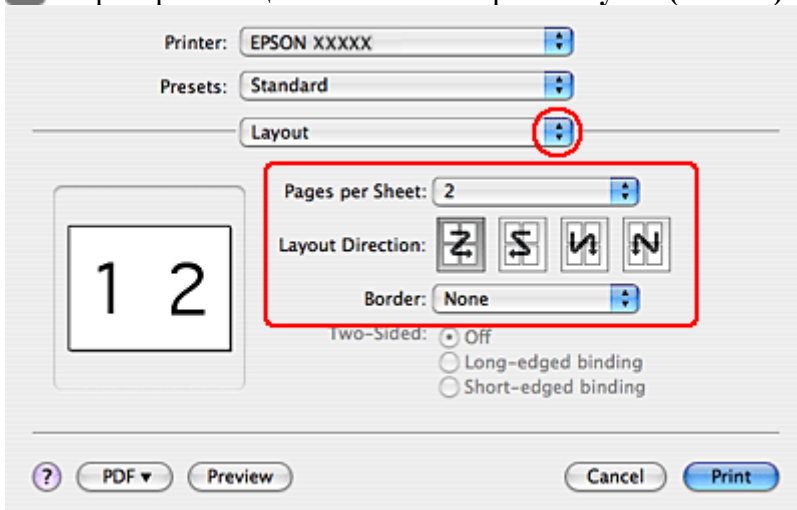 Printer: EPSON XXXXX
Presets: Standard
Layout
Pages per Sheet: 2
Layout Direction:
Border: None
1 2
Two-Sided: Off
Long-edged binding
Short-edged binding
? PDF ▼ Preview Cancel Print